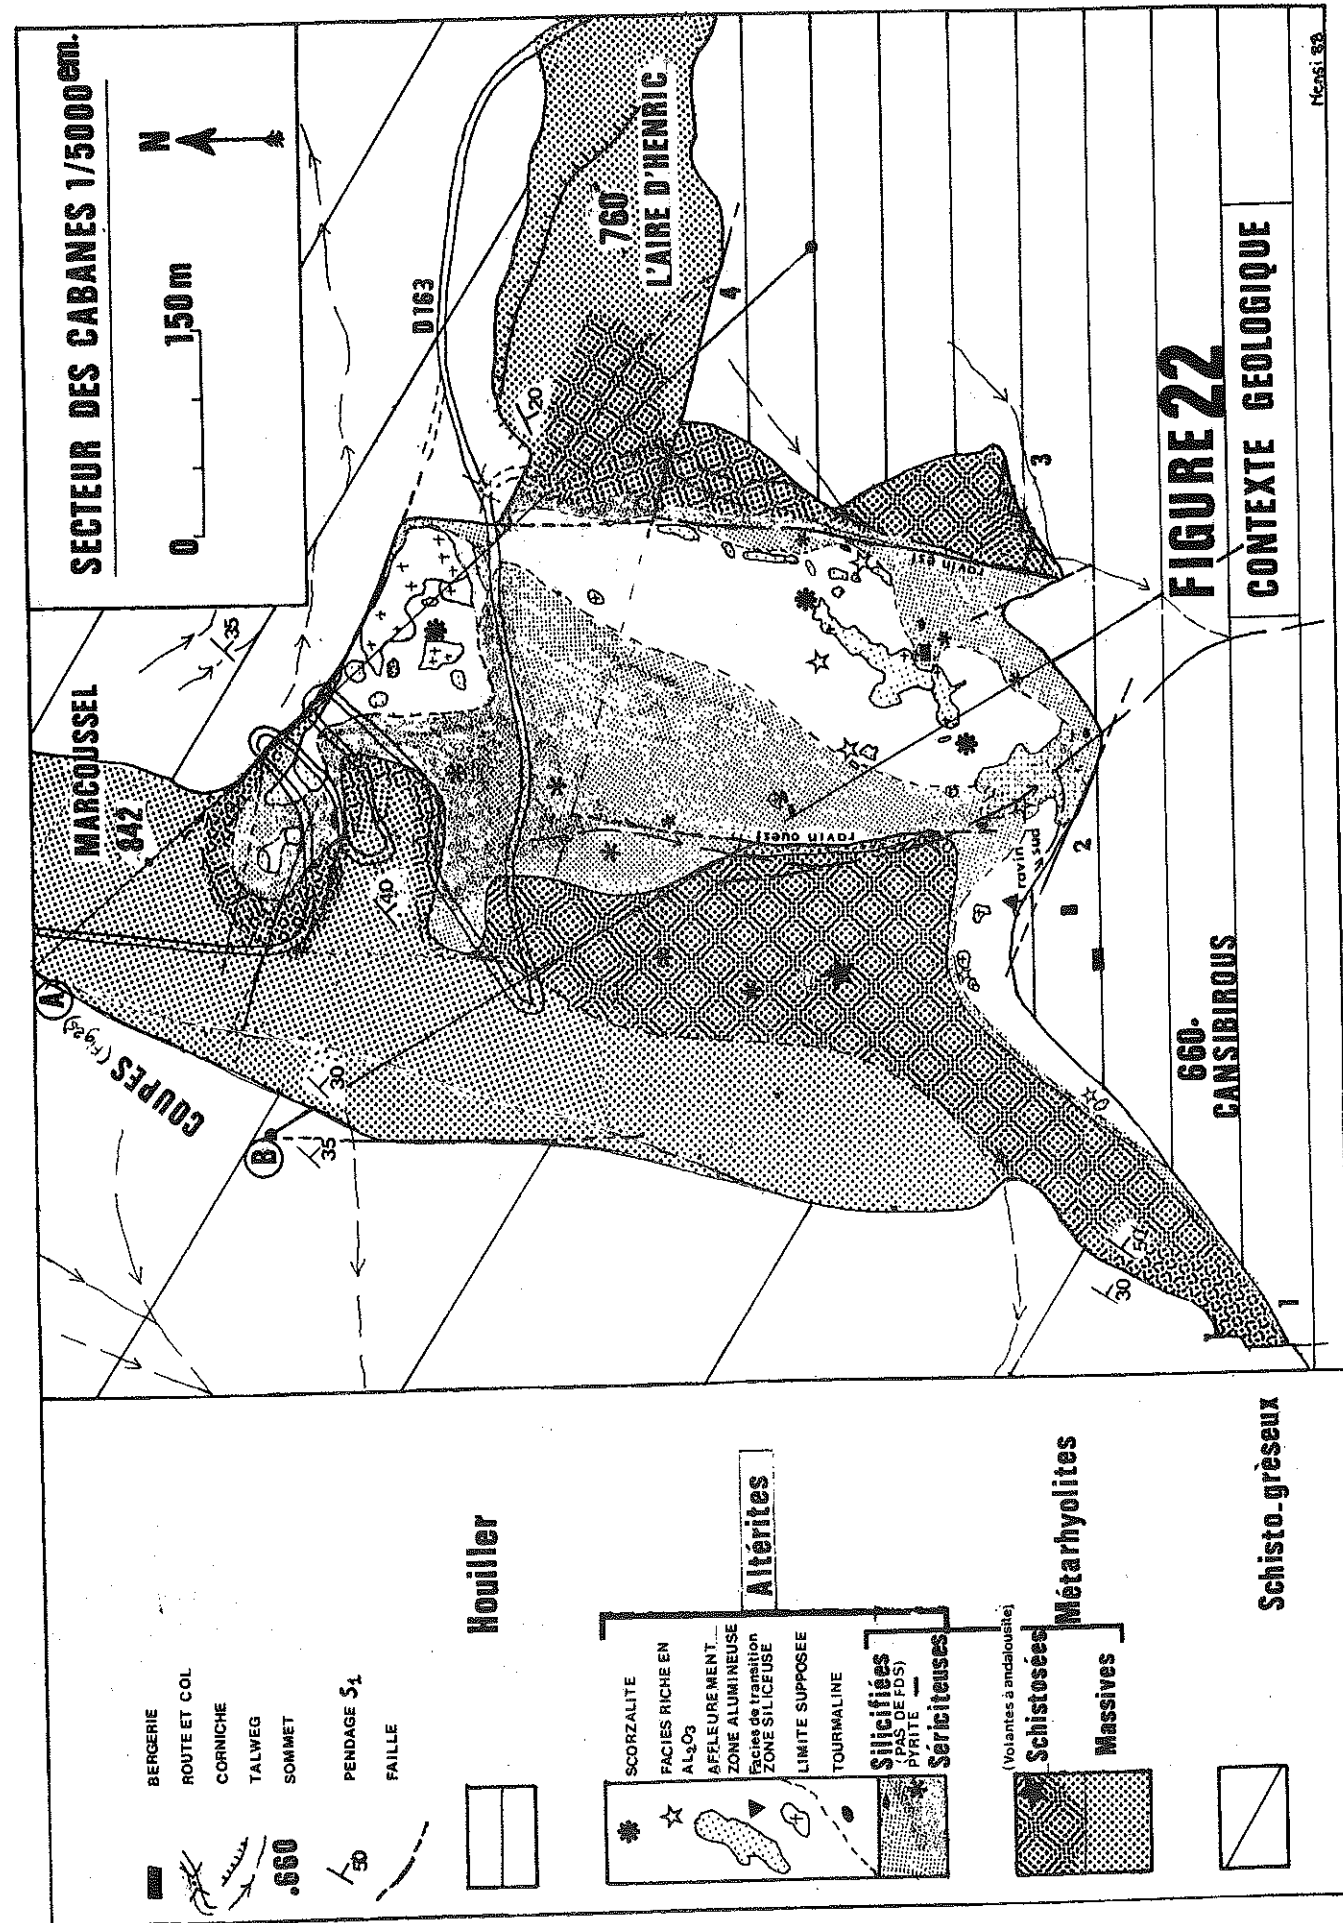 SECTEUR DES CABANES 1/5000em.
N
0 150m
MARCOUSSEL
842
35
D163
.760
L'AIRE D'HENRIC
20
40
A
COUPES (Fig28)
B
30
35
ravin ouest
ravin est
ravin sud
4
3
2
1
50
30
660.
CANSIBIROUS
FIGURE 22
CONTEXTE GEOLOGIQUE
Mensi 88
BERGERIE
ROUTE ET COL
CORNICHE
TALWEG
.660 SOMMET
50 PENDAGE S1
FAILLE
Houiller
SCORZALITE
FACIES RICHE EN
AL2O3
AFFLEUREMENT
ZONE ALUMINEUSE
Facies de transition
ZONE SILICEUSE
LIMITE SUPPOSEE
TOURMALINE
Altérites
Silicifiées
(PAS DE FDS)
PYRITE
Sériciteuses
(Volantes à andalousite)
Schistosées
Métarhyolites
Massives
Schisto-grèseux